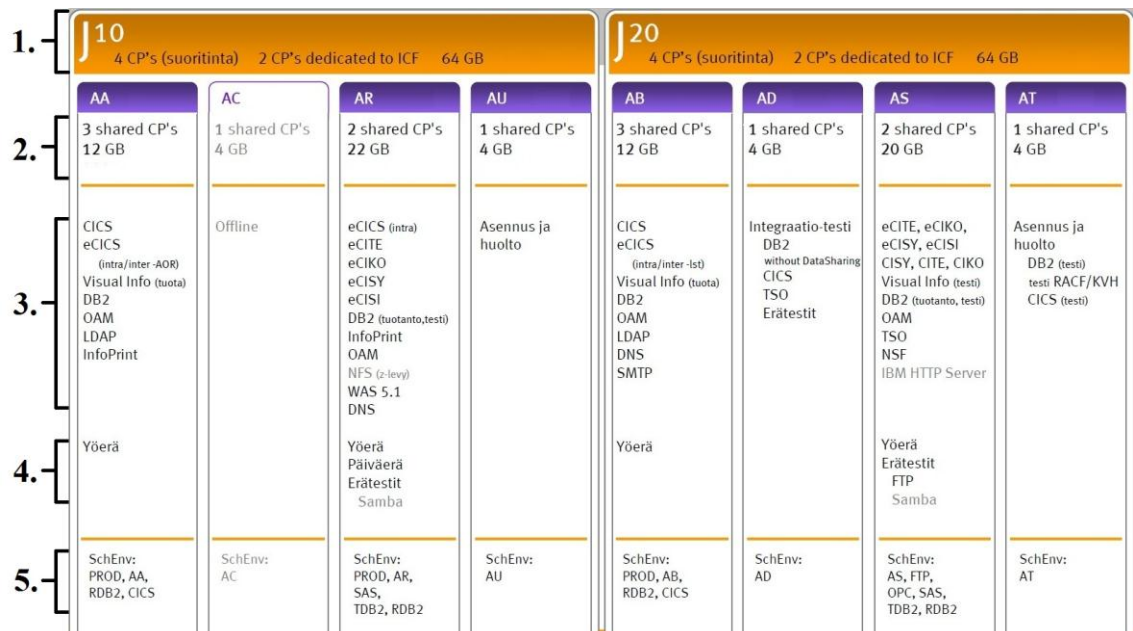 1.
J10
4 CP's (suoritinta) 2 CP's dedicated to ICF 64 GB
J20
4 CP's (suoritinta) 2 CP's dedicated to ICF 64 GB
2.
AA
3 shared CP's
12 GB
AC
1 shared CP's
4 GB
AR
2 shared CP's
22 GB
AU
1 shared CP's
4 GB
AB
3 shared CP's
12 GB
AD
1 shared CP's
4 GB
AS
2 shared CP's
20 GB
AT
1 shared CP's
4 GB
3.
CICS
eCICS
(intra/inter -AOR)
Visual Info (tuota)
DB2
OAM
LDAP
InfoPrint
Offline
eCICS (intra)
eCITE
eCIKO
eCISY
eCISI
DB2 (tuotanto,testi)
InfoPrint
OAM
NFS (z-levy)
WAS 5.1
DNS
Asennus ja
huolto
CICS
eCICS
(intra/inter -lst)
Visual Info (tuota)
DB2
OAM
LDAP
DNS
SMTP
Integraatio-testi
DB2
without DataSharing
CICS
TSO
Erätestit
eCITE, eCIKO,
eCISY, eCISI
CISY, CITE, CIKO
Visual Info (testi)
DB2 (tuotanto, testi)
OAM
TSO
NSF
IBM HTTP Server
Asennus ja
huolto
DB2 (testi)
testi RACF/KVH
CICS (testi)
4.
Yöerä
Yöerä
Päiväerä
Erätestit
Samba
Yöerä
Yöerä
Erätestit
FTP
Samba
5.
SchEnv:
PROD, AA,
RDB2, CICS
SchEnv:
AC
SchEnv:
PROD, AR,
SAS,
TDB2, RDB2
SchEnv:
AU
SchEnv:
PROD, AB,
RDB2, CICS
SchEnv:
AD
SchEnv:
AS, FTP,
OPC, SAS,
TDB2, RDB2
SchEnv:
AT